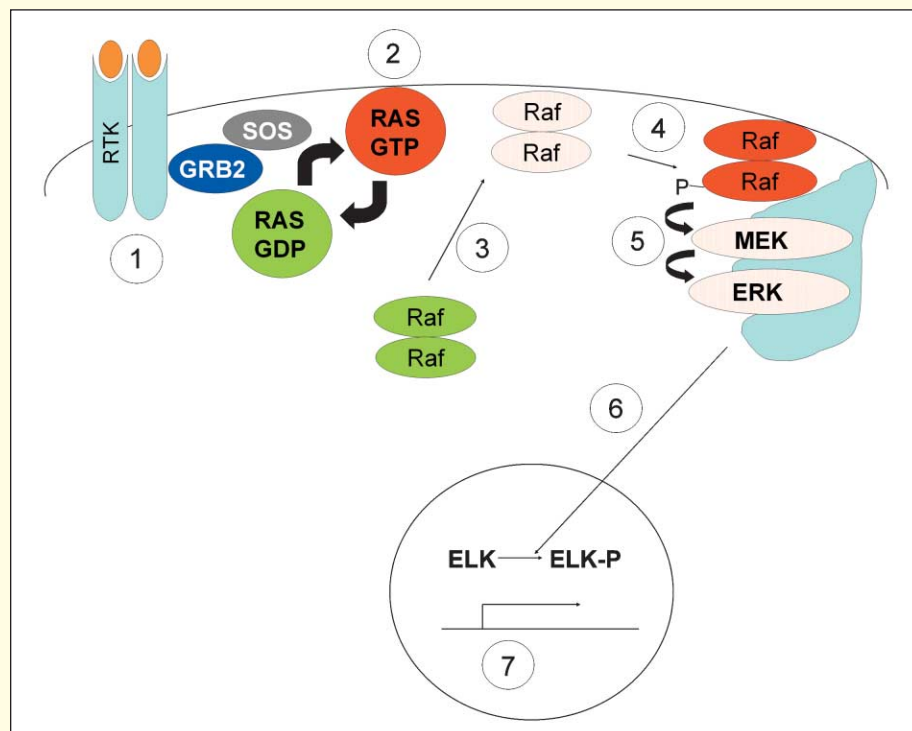 2
RTK
SOS
GRB2
RAS
GTP
RAS
GDP
1
Raf
Raf
3
Raf
Raf
4
Raf
Raf
P
5
MEK
ERK
6
ELK
ELK-P
7